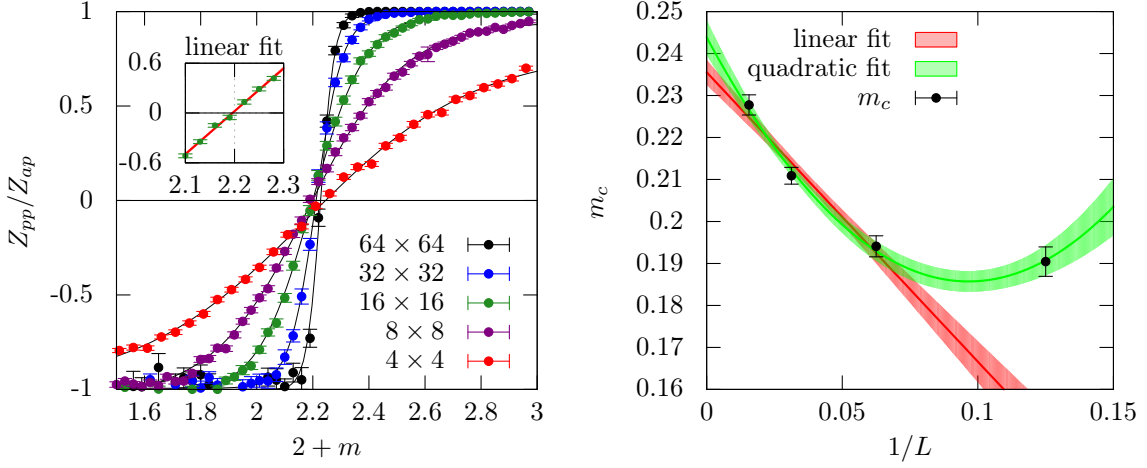 linear fit
0.6
0
-0.6
2.1 2.2 2.3
1
0.5
0
-0.5
-1
Z_pp/Z_ap
64 × 64
32 × 32
16 × 16
8 × 8
4 × 4
1.6 1.8 2 2.2 2.4 2.6 2.8 3
2 + m
0.25
0.24
0.23
0.22
0.21
0.2
0.19
0.18
0.17
0.16
m_c
linear fit
quadratic fit
m_c
0 0.05 0.1 0.15
1/L